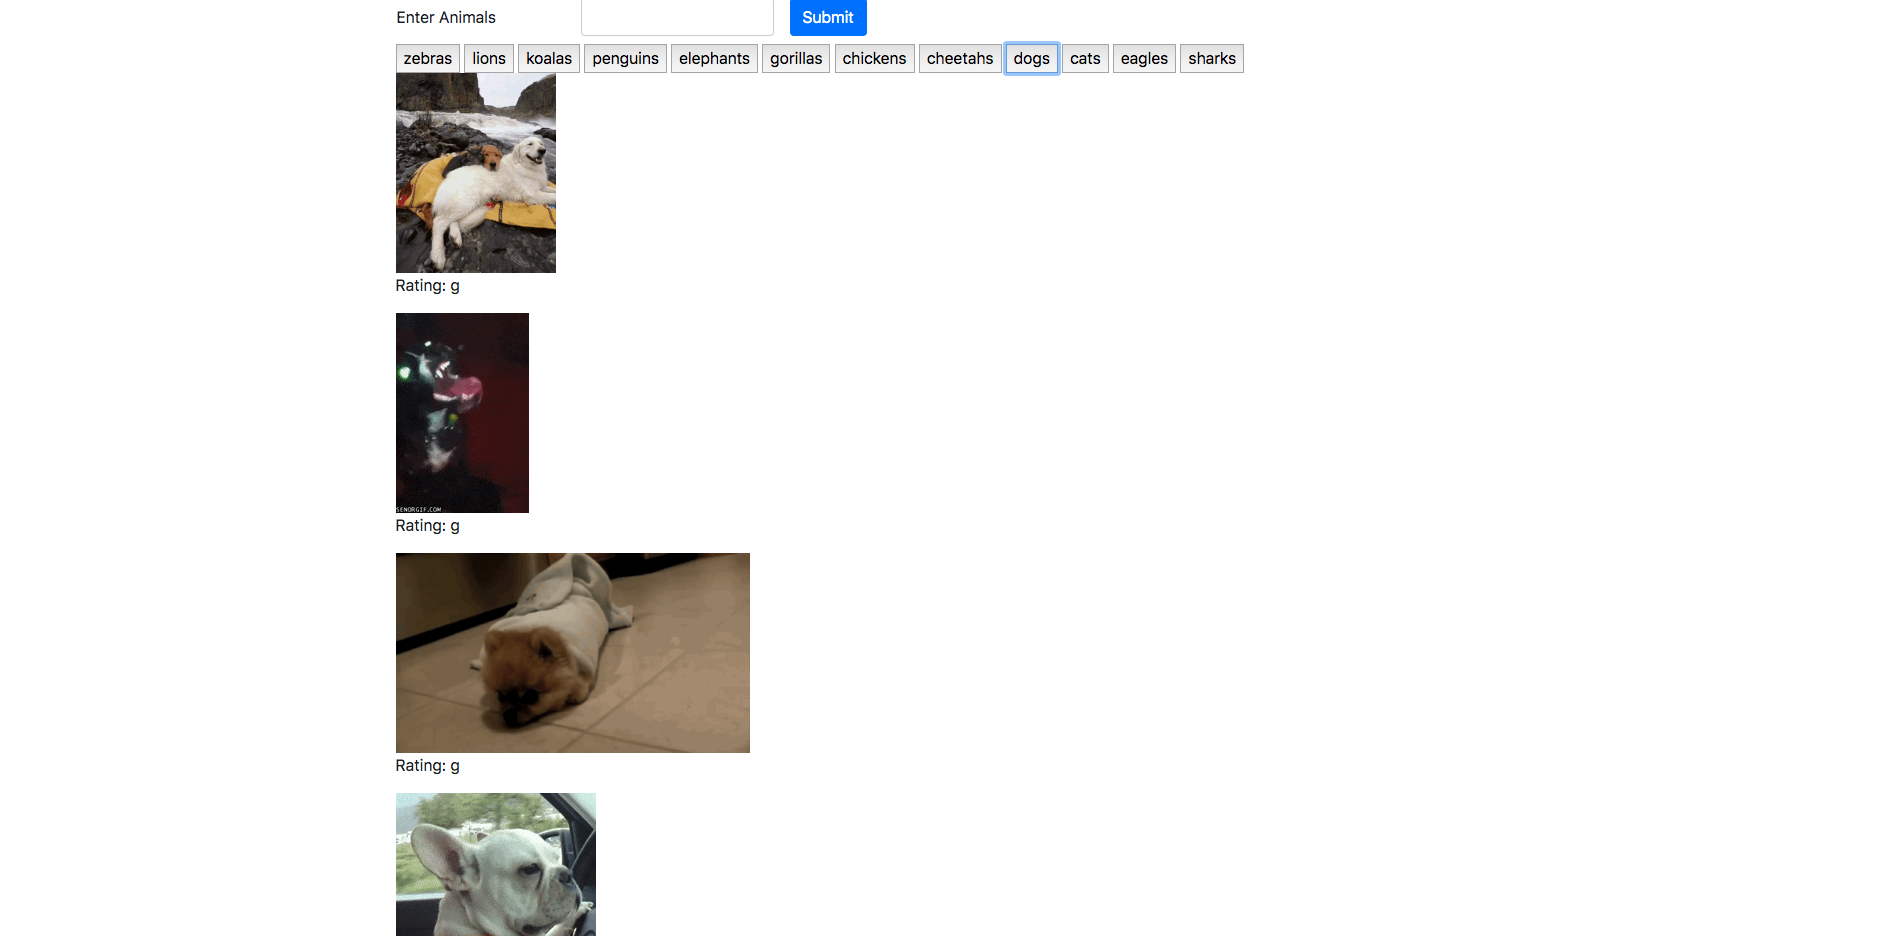 Enter Animals Submit
zebras lions koalas penguins elephants gorillas chickens cheetahs dogs cats eagles sharks
Rating: g
SENORGIF.COM
Rating: g
Rating: g